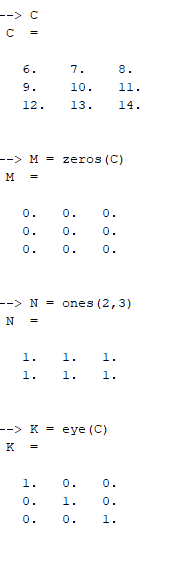 --> C
C  =
6.    7.    8.
9.    10.   11.
12.   13.   14.
--> M = zeros(C)
M  =
0.   0.   0.
0.   0.   0.
0.   0.   0.
--> N = ones(2,3)
N  =
1.   1.   1.
1.   1.   1.
--> K = eye(C)
K  =
1.   0.   0.
0.   1.   0.
0.   0.   1.